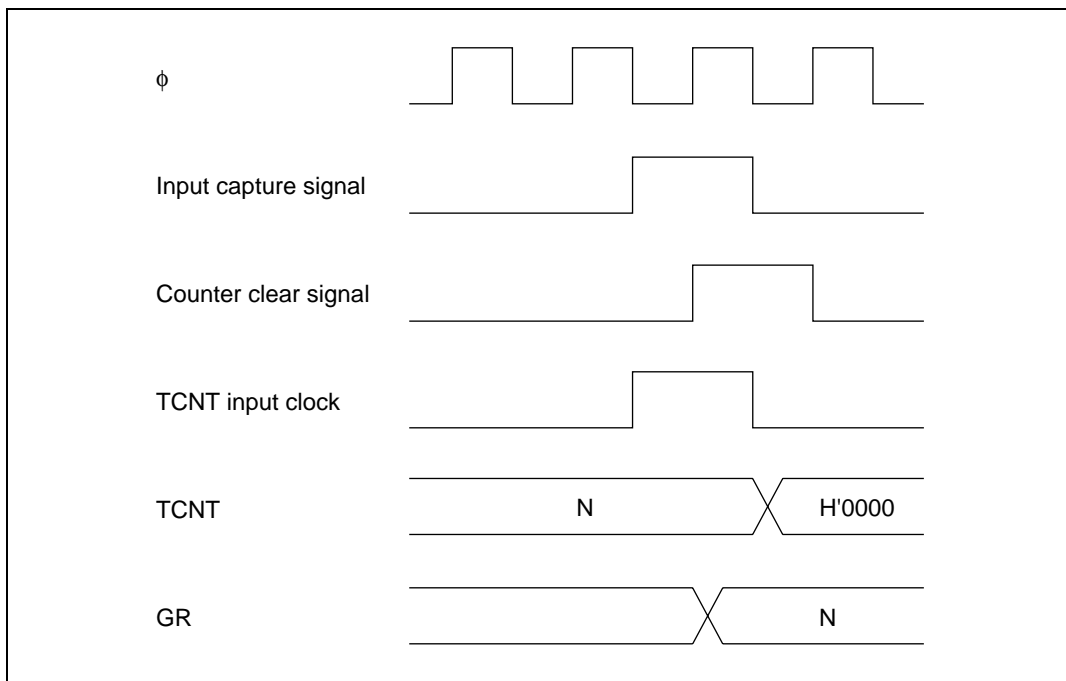 ϕ
Input capture signal
Counter clear signal
TCNT input clock
TCNT
N
H'0000
GR
N